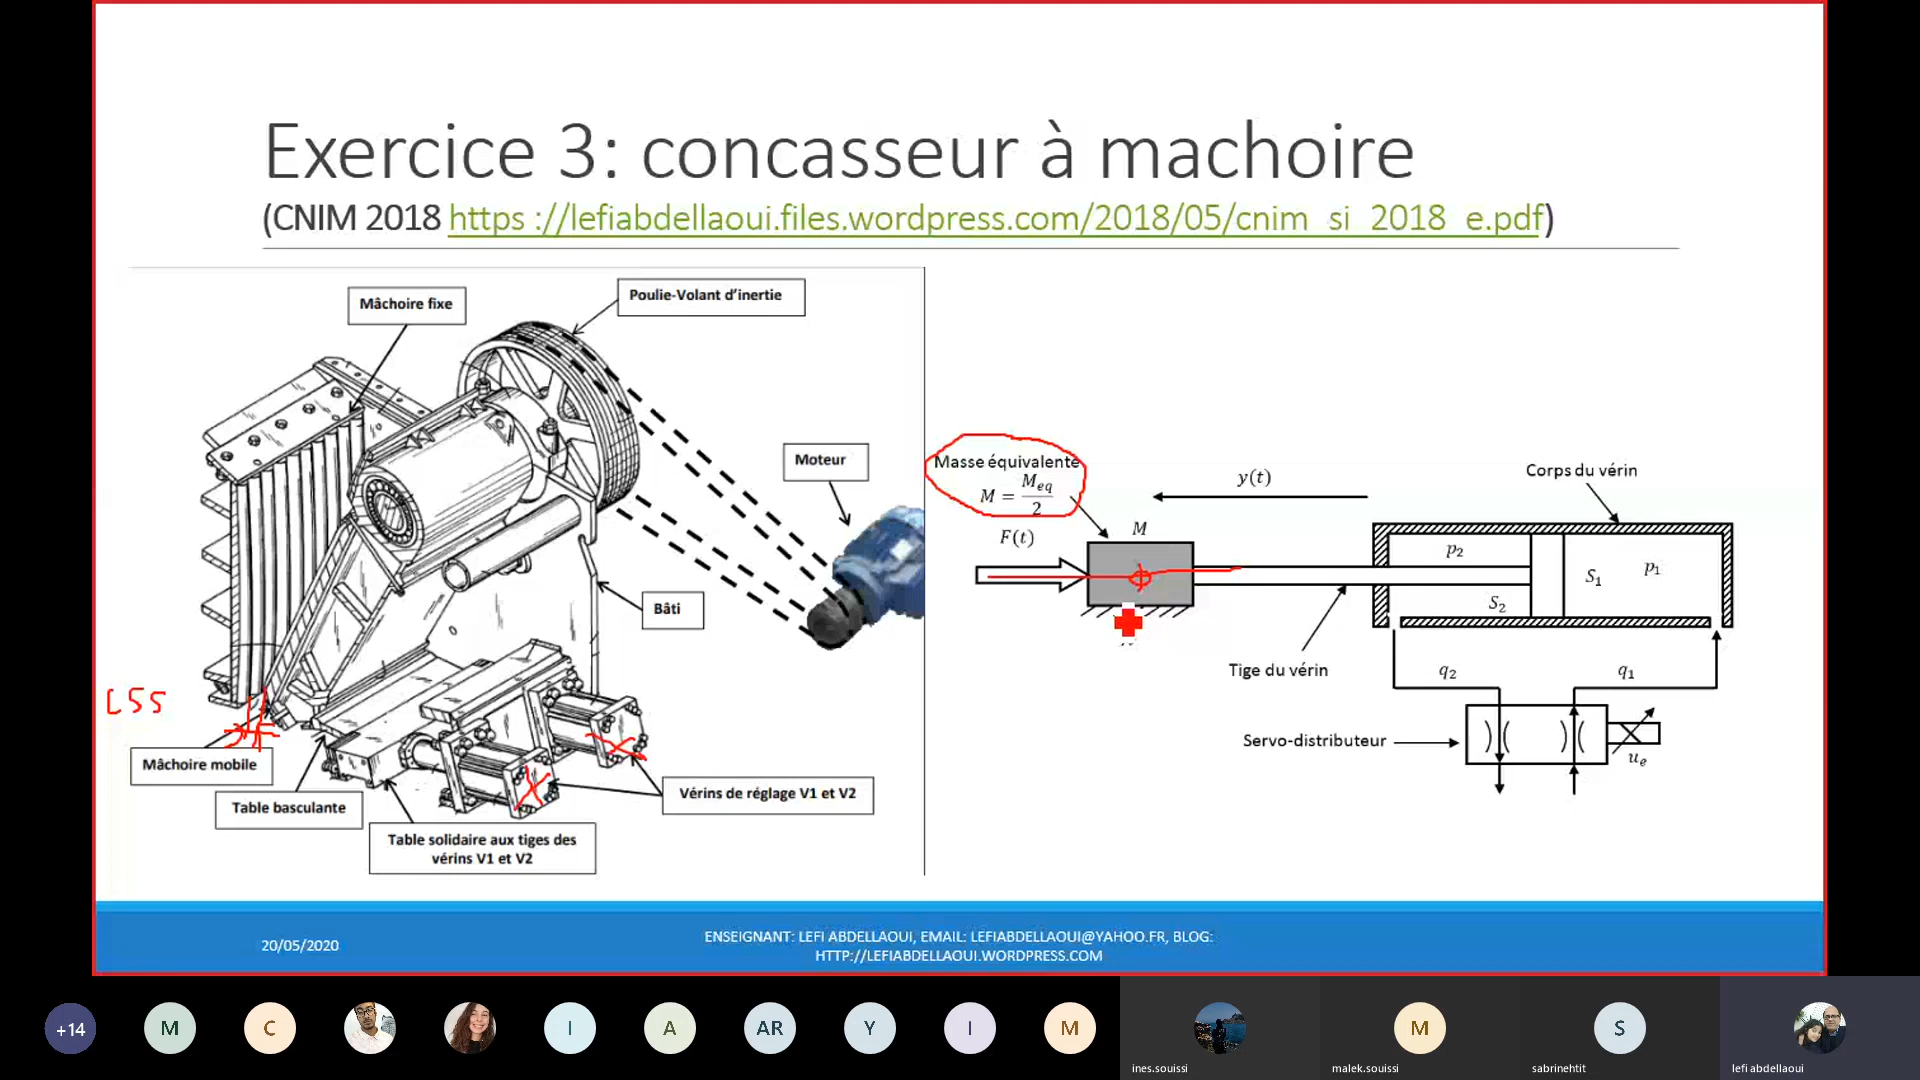 Exercice 3: concasseur à machoire
(CNIM 2018 https ://lefiabdellaoui.files.wordpress.com/2018/05/cnim_si_2018_e.pdf)
Mâchoire fixe
Poulie-Volant d'inertie
Moteur
Bâti
CSS
Mâchoire mobile
Table basculante
Table solidaire aux tiges des
vérins V1 et V2
Vérins de réglage V1 et V2
Masse équivalente
M = Meq/2
F(t)
M
y(t)
Corps du vérin
p2
S1
p1
S2
Tige du vérin
q2
q1
Servo-distributeur
ue
20/05/2020
ENSEIGNANT: LEFI ABDELLAOUI, EMAIL: LEFIABDELLAOUI@YAHOO.FR, BLOG:
HTTP://LEFIABDELLAOUI.WORDPRESS.COM
+14
M
C
I
A
AR
Y
I
M
M
S
ines.souissi
malek.souissi
sabrinehtit
lefi abdellaoui